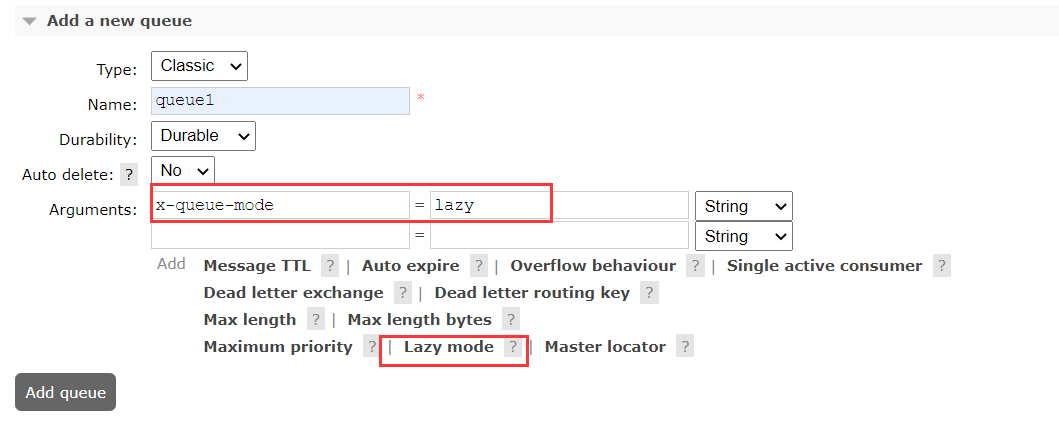 Add a new queue
Type: Classic
Name: queue1 *
Durability: Durable
Auto delete: ? No
Arguments: x-queue-mode = lazy String
= String
Add Message TTL ? | Auto expire ? | Overflow behaviour ? | Single active consumer ?
Dead letter exchange ? | Dead letter routing key ?
Max length ? | Max length bytes ?
Maximum priority ? | Lazy mode ? | Master locator ?
Add queue